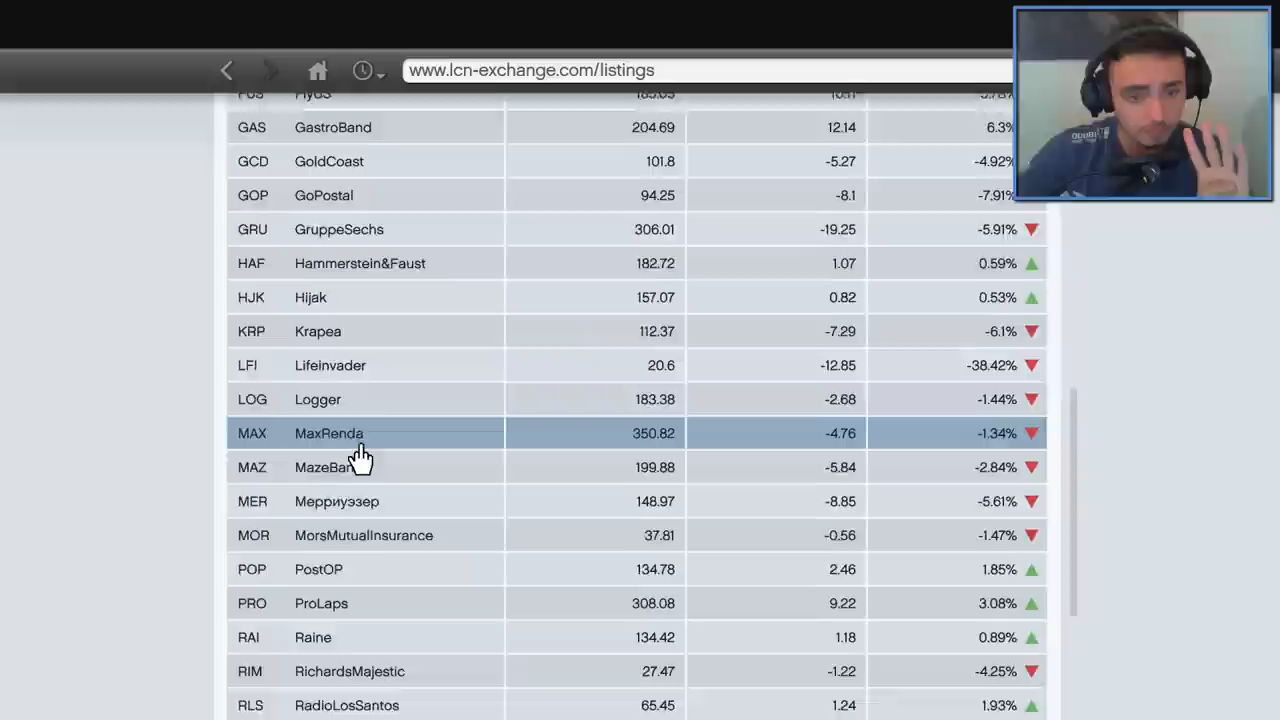 www.lcn-exchange.com/listings
GAS GastroBand 204.69 12.14 6.3%
GCD GoldCoast 101.8 -5.27 -4.92%
GOP GoPostal 94.25 -8.1 -7.91%
GRU GruppeSechs 306.01 -19.25 -5.91%
HAF Hammerstein&Faust 182.72 1.07 0.59%
HJK Hijak 157.07 0.82 0.53%
KRP Krapea 112.37 -7.29 -6.1%
LFI Lifeinvader 20.6 -12.85 -38.42%
LOG Logger 183.38 -2.68 -1.44%
MAX MaxRenda 350.82 -4.76 -1.34%
MAZ MazeBan 199.88 -5.84 -2.84%
MER Мерриуэзер 148.97 -8.85 -5.61%
MOR MorsMutualInsurance 37.81 -0.56 -1.47%
POP PostOP 134.78 2.46 1.85%
PRO ProLaps 308.08 9.22 3.08%
RAI Raine 134.42 1.18 0.89%
RIM RichardsMajestic 27.47 -1.22 -4.25%
RLS RadioLosSantos 65.45 1.24 1.93%